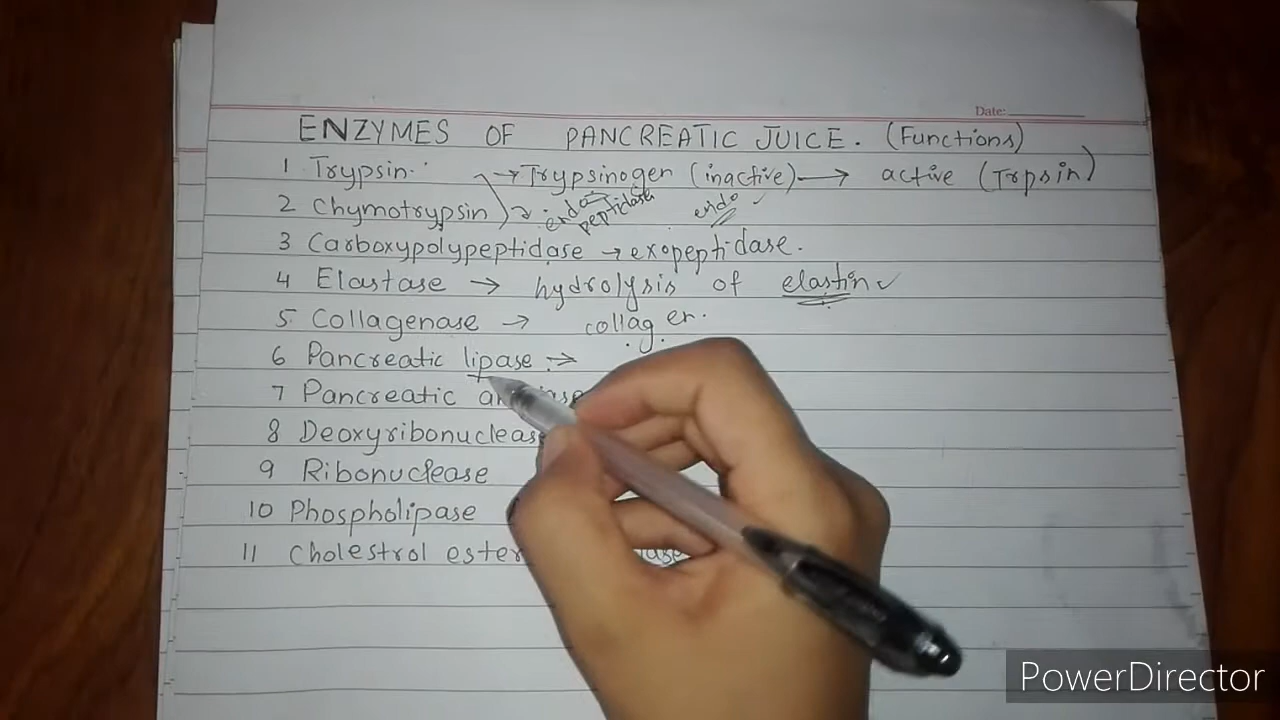 Date:
ENZYMES OF PANCREATIC JUICE. (Functions)
1 Trypsin. → Trypsinogen (inactive) → active (Trpsin)
2 Chymotrypsin → endo peptidase endo ✓
3 Carboxypolypeptidase → exopeptidase.
4 Elastase → hydrolysis of elastin ✓
5. Collagenase → collagen.
6 Pancreatic lipase →
7 Pancreatic
8 Deoxyribonuclease
9 Ribonuclease
10 Phospholipase
11 Cholestrol ester
PowerDirector